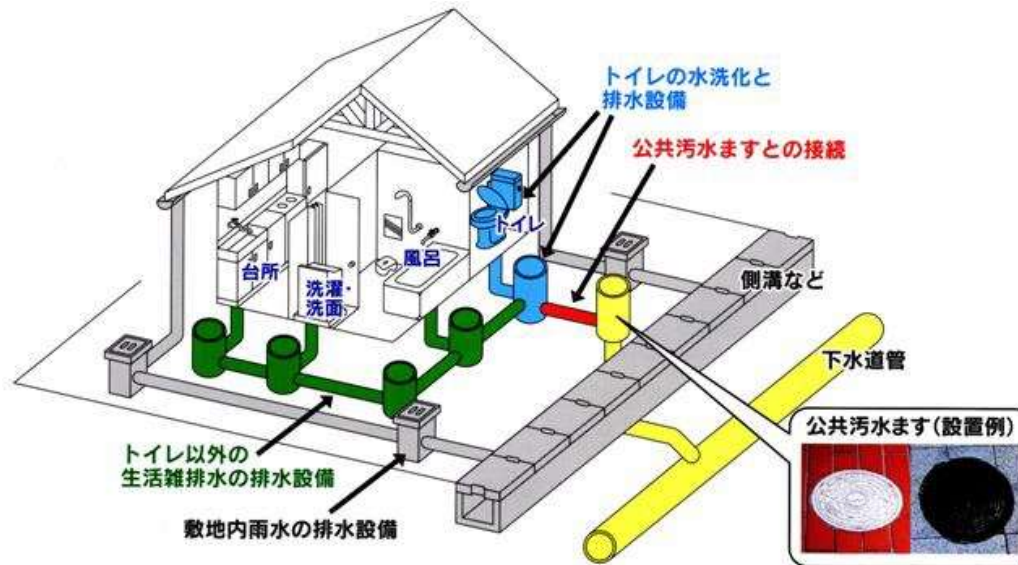 トイレの水洗化と
排水設備
公共汚水ますとの接続
トイレ
台所
洗濯・
洗面
風呂
側溝など
下水道管
公共汚水ます(設置例)
トイレ以外の
生活雑排水の排水設備
敷地内雨水の排水設備